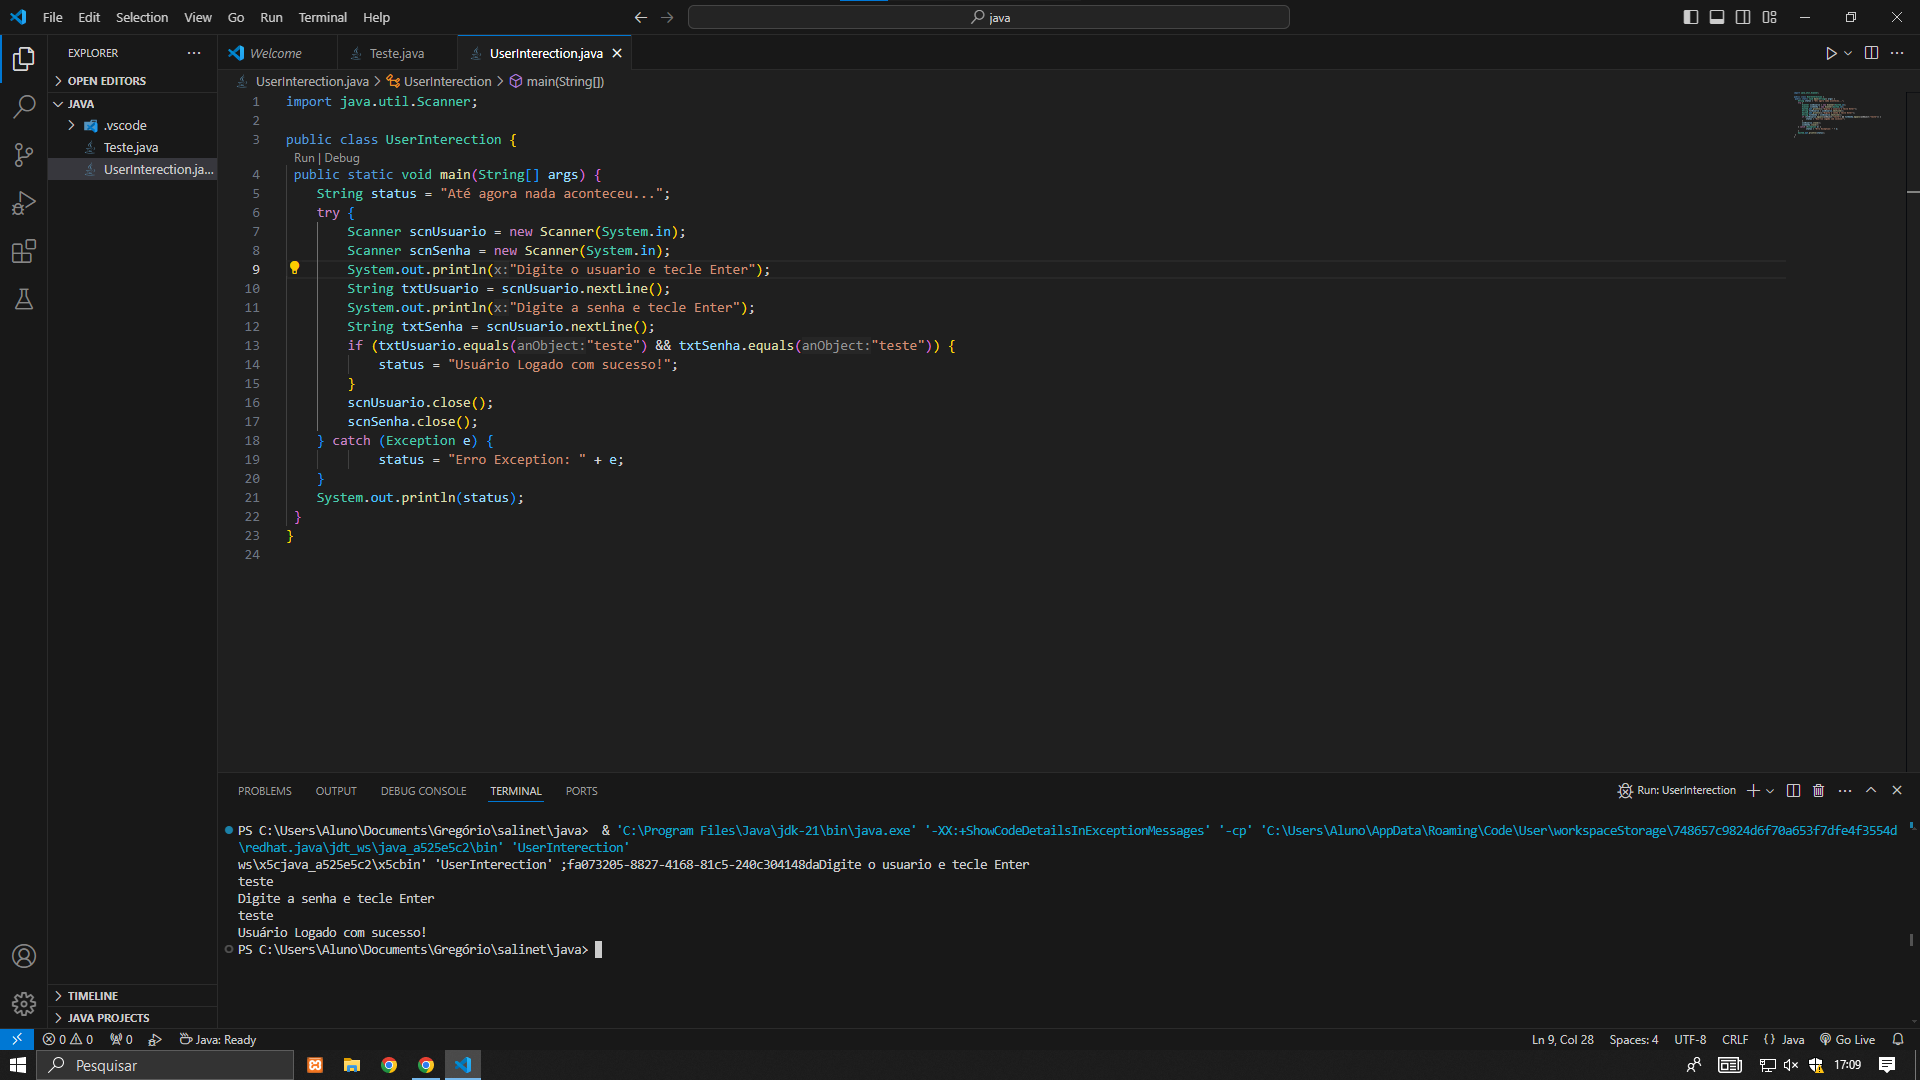 File Edit Selection View Go Run Terminal Help
java
EXPLORER
Welcome
Teste.java
UserInterection.java
OPEN EDITORS
UserInterection.java > UserInterection > main(String[])
JAVA
.vscode
Teste.java
UserInterection.ja...
1 import java.util.Scanner;
2
3 public class UserInterection {
Run | Debug
4 public static void main(String[] args) {
5 String status = "Até agora nada aconteceu...";
6 try {
7 Scanner scnUsuario = new Scanner(System.in);
8 Scanner scnSenha = new Scanner(System.in);
9 System.out.println(x:"Digite o usuario e tecle Enter");
10 String txtUsuario = scnUsuario.nextLine();
11 System.out.println(x:"Digite a senha e tecle Enter");
12 String txtSenha = scnUsuario.nextLine();
13 if (txtUsuario.equals(anObject:"teste") && txtSenha.equals(anObject:"teste")) {
14 status = "Usuário Logado com sucesso!";
15 }
16 scnUsuario.close();
17 scnSenha.close();
18 } catch (Exception e) {
19 status = "Erro Exception: " + e;
20 }
21 System.out.println(status);
22 }
23 }
24
PROBLEMS OUTPUT DEBUG CONSOLE TERMINAL PORTS
Run: UserInterection
PS C:\Users\Aluno\Documents\Gregório\salinet\java>  & 'C:\Program Files\Java\jdk-21\bin\java.exe' '-XX:+ShowCodeDetailsInExceptionMessages' '-cp' 'C:\Users\Aluno\AppData\Roaming\Code\User\workspaceStorage\748657c9824d6f70a653f7dfe4f3554d
\redhat.java\jdt_ws\java_a525e5c2\bin' 'UserInterection'
ws\x5cjava_a525e5c2\x5cbin' 'UserInterection' ;fa073205-8827-4168-81c5-240c304148daDigite o usuario e tecle Enter
teste
Digite a senha e tecle Enter
teste
Usuário Logado com sucesso!
PS C:\Users\Aluno\Documents\Gregório\salinet\java>
TIMELINE
JAVA PROJECTS
0 0 0 Java: Ready
Ln 9, Col 28 Spaces: 4 UTF-8 CRLF {} Java Go Live
Pesquisar
17:09